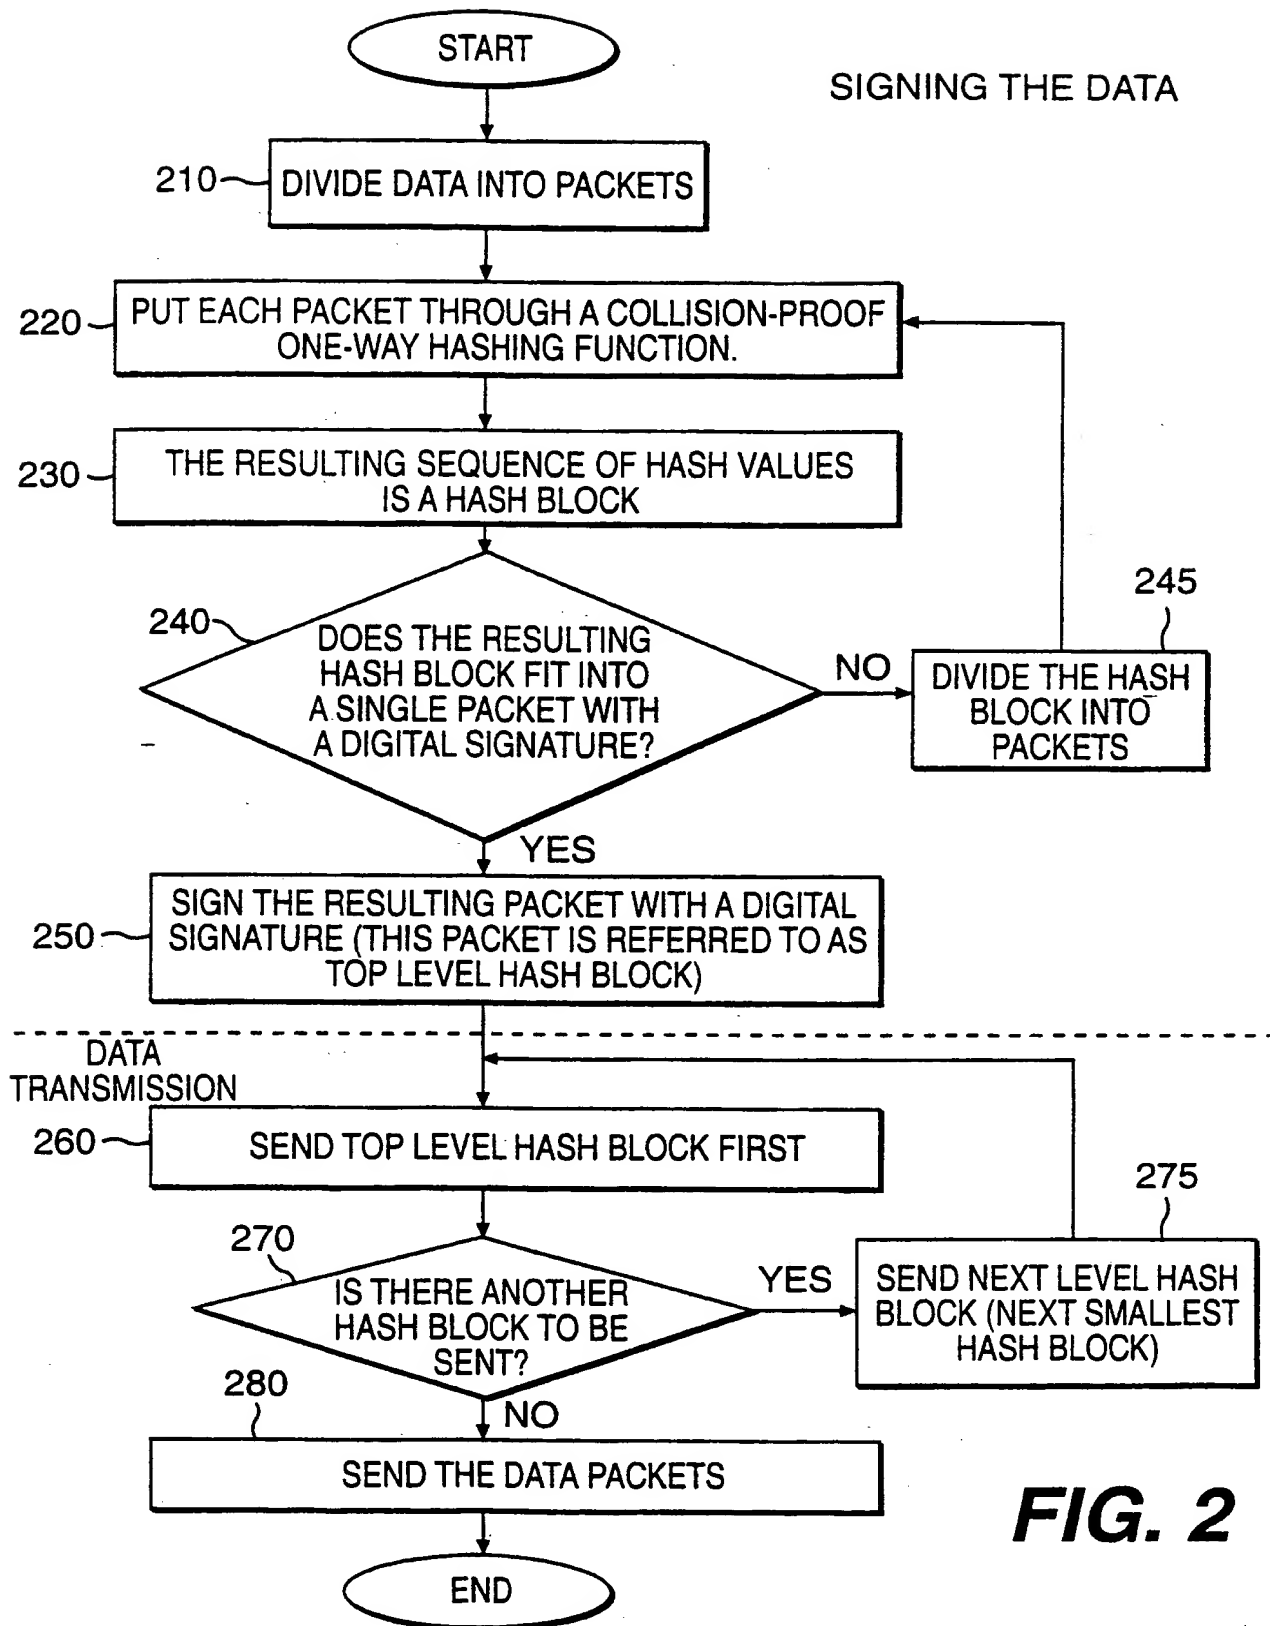 START
SIGNING THE DATA
210
DIVIDE DATA INTO PACKETS
220
PUT EACH PACKET THROUGH A COLLISION-PROOF
ONE-WAY HASHING FUNCTION.
230
THE RESULTING SEQUENCE OF HASH VALUES
IS A HASH BLOCK
240
DOES THE RESULTING
HASH BLOCK FIT INTO
A SINGLE PACKET WITH
A DIGITAL SIGNATURE?
NO
245
DIVIDE THE HASH
BLOCK INTO
PACKETS
YES
250
SIGN THE RESULTING PACKET WITH A DIGITAL
SIGNATURE (THIS PACKET IS REFERRED TO AS
TOP LEVEL HASH BLOCK)
DATA
TRANSMISSION
260
SEND TOP LEVEL HASH BLOCK FIRST
270
IS THERE ANOTHER
HASH BLOCK TO BE
SENT?
YES
275
SEND NEXT LEVEL HASH
BLOCK (NEXT SMALLEST
HASH BLOCK)
NO
280
SEND THE DATA PACKETS
END
FIG. 2